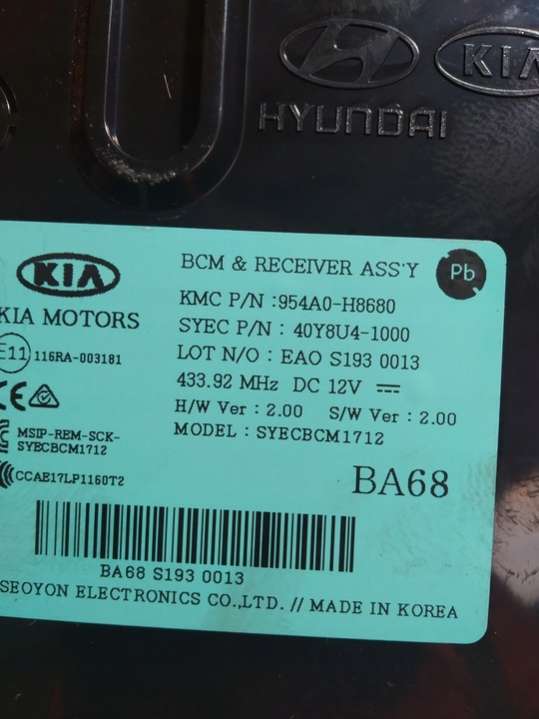 HYUNDAI
KIA
KIA
KIA MOTORS
BCM & RECEIVER ASS'Y
Pb
KMC P/N : 954A0-H8680
SYEC P/N : 40Y8U4-1000
LOT N/O : EAO S193 0013
433.92 MHz DC 12V
H/W Ver : 2.00 S/W Ver : 2.00
MODEL : SYECBCM1712
E11 116RA-003181
CE
MSIP-REM-SCK-
SYECBCM1712
CCAE17LP1160T2
BA68
BA68 S193 0013
SEOYON ELECTRONICS CO.,LTD. // MADE IN KOREA